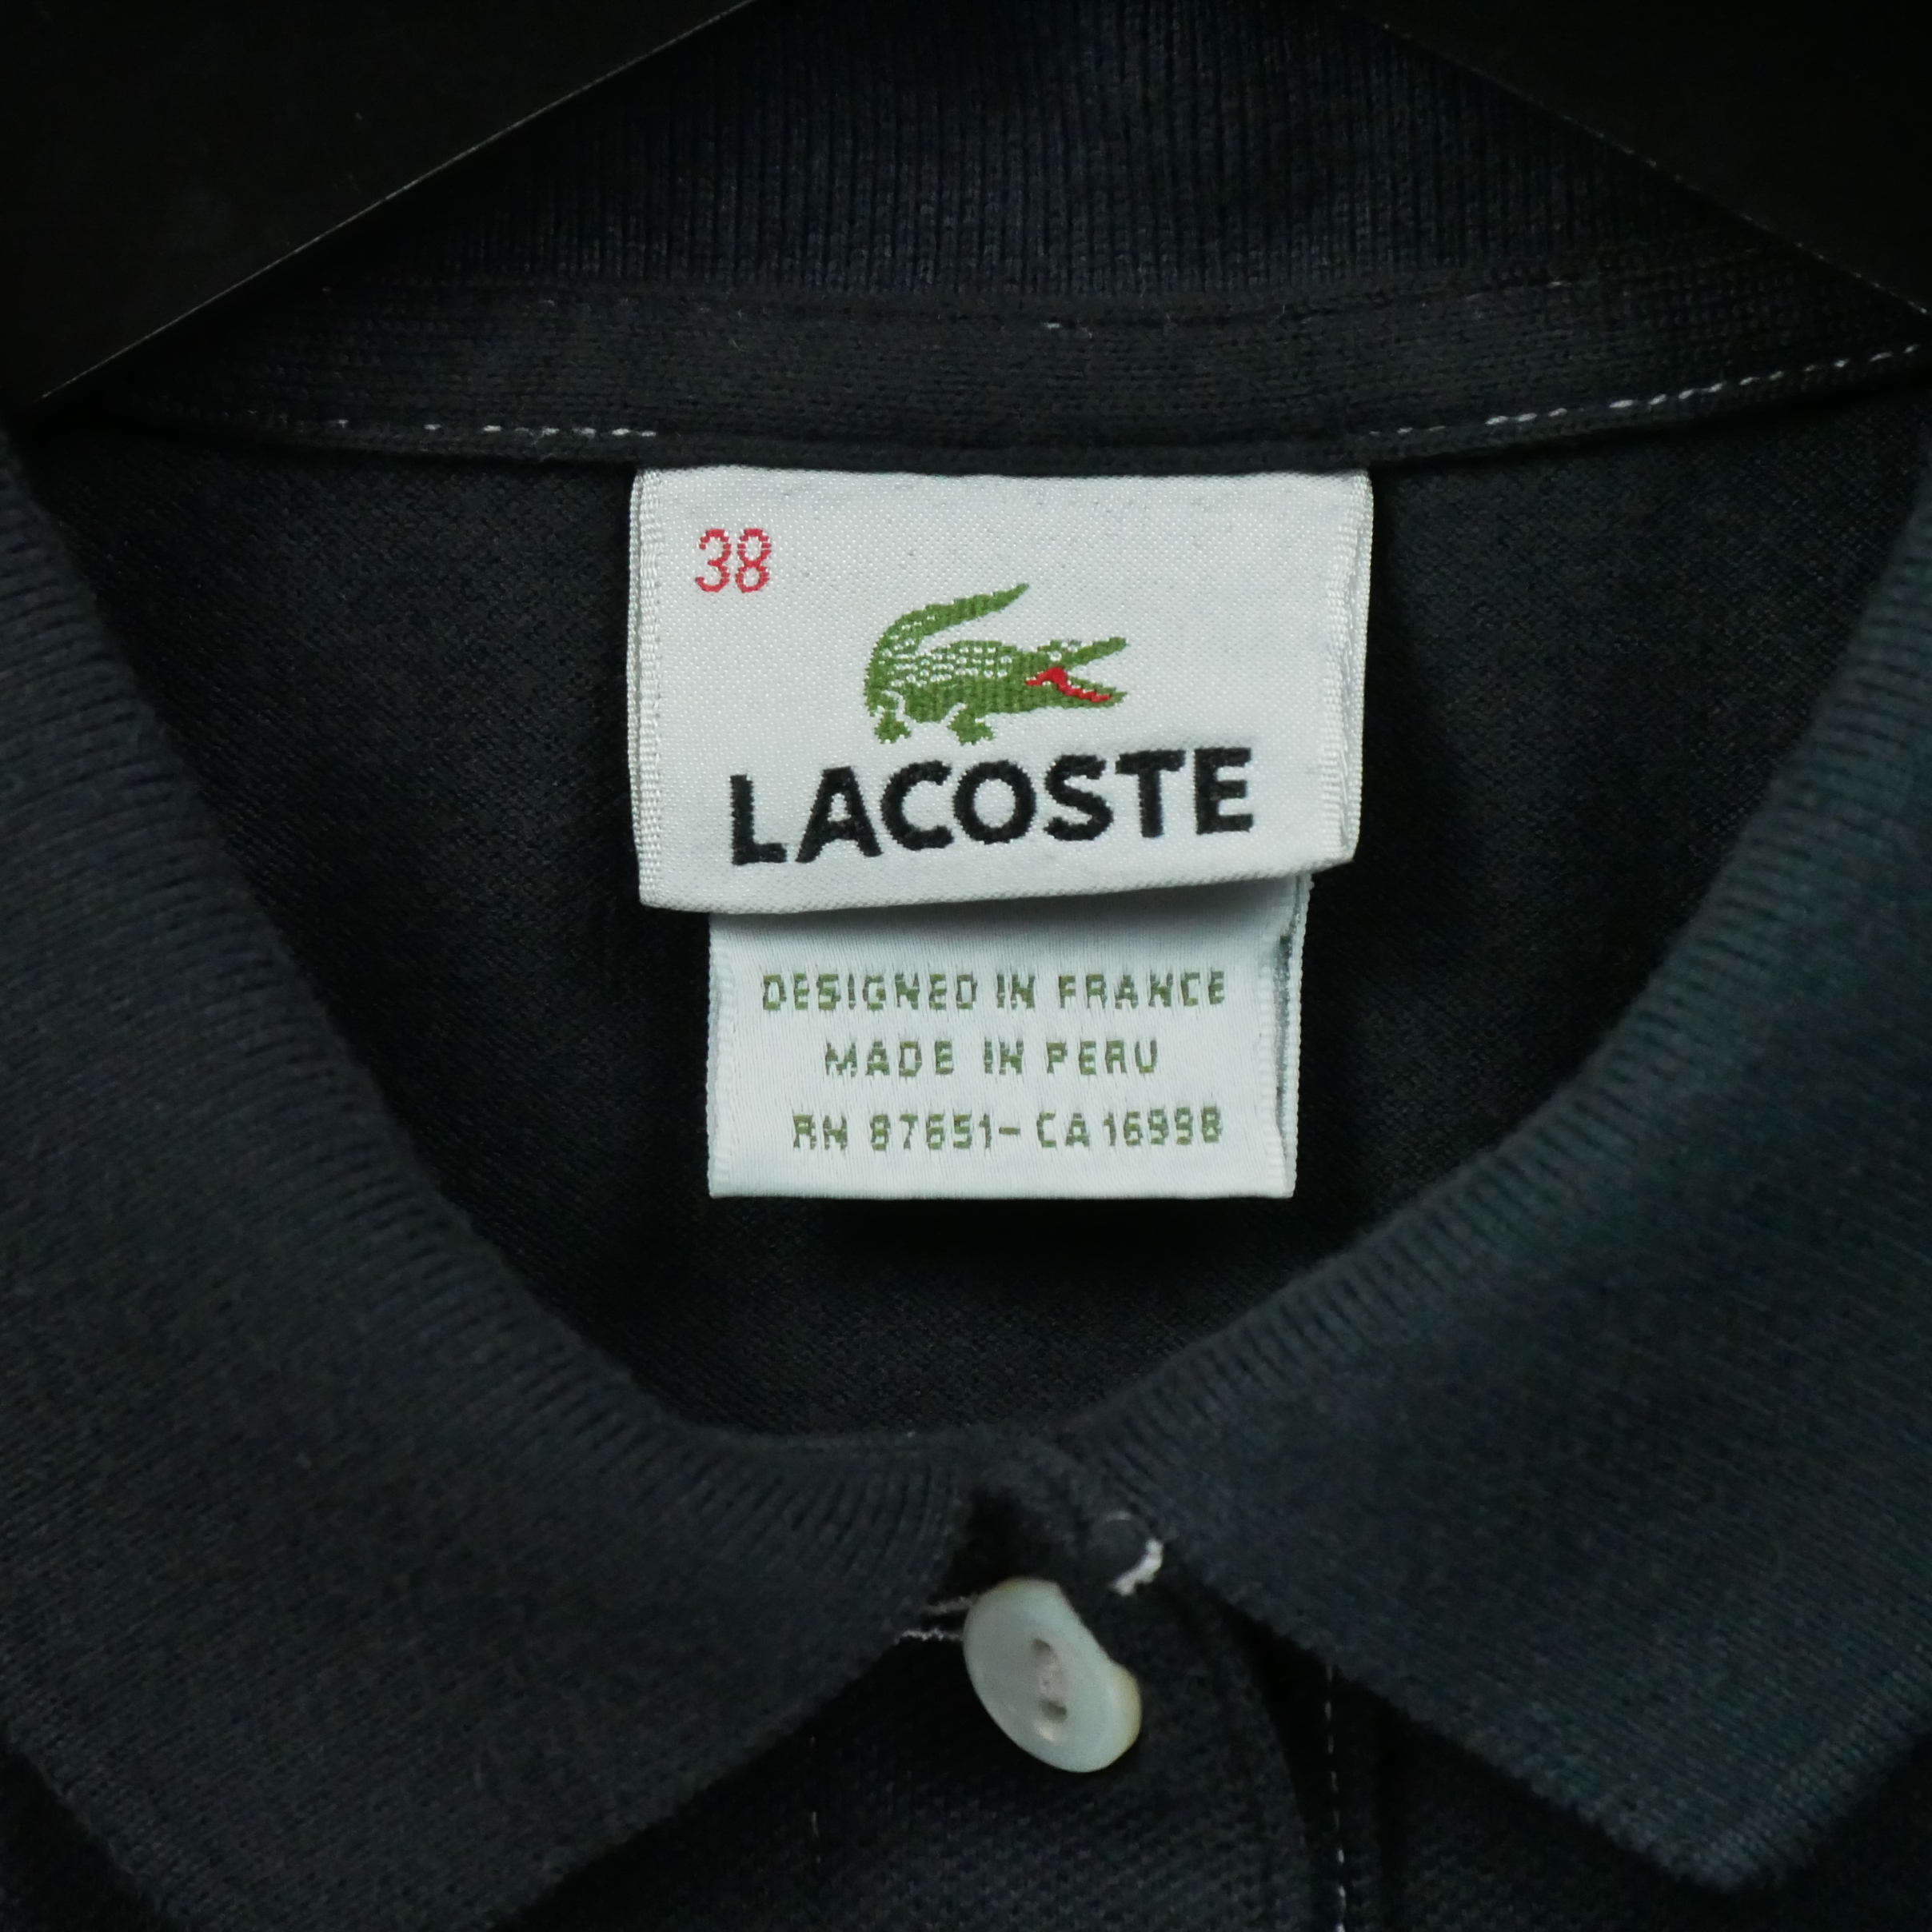 38
LACOSTE
DESIGNED IN FRANCE
MADE IN PERU
RN 87651-CA 16998